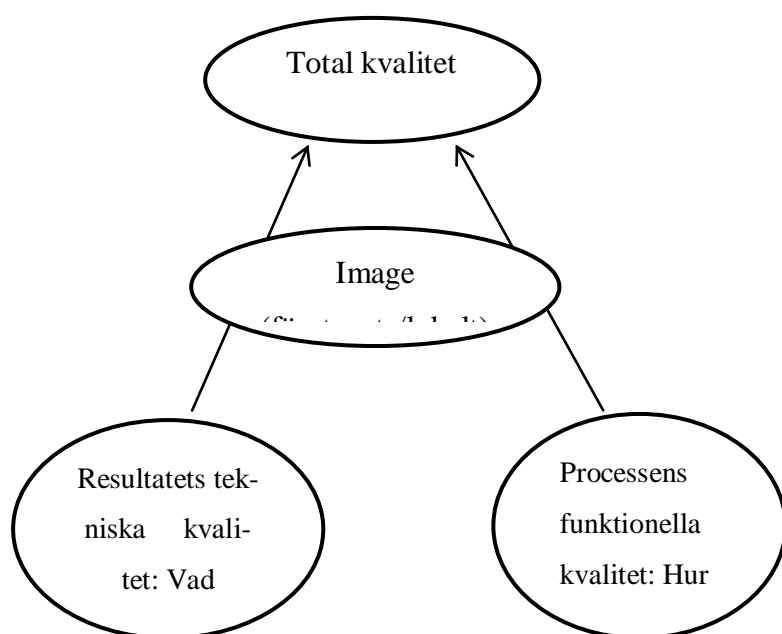 Total kvalitet
Image
Resultatets tek-
niska kvali-
tet: Vad
Processens
funktionella
kvalitet: Hur